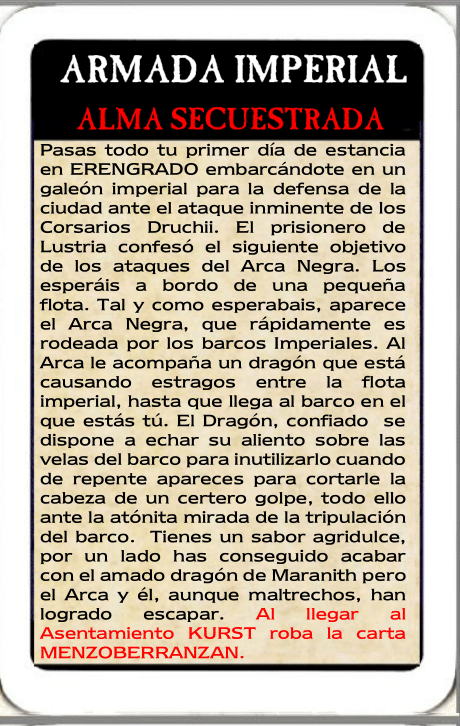 ARMADA IMPERIAL
ALMA SECUESTRADA
Pasas todo tu primer día de estancia
en ERENGRADO embarcándote en un
galeón imperial para la defensa de la
ciudad ante el ataque inminente de los
Corsarios Druchii. El prisionero de
Lustria confesó el siguiente objetivo
de los ataques del Arca Negra. Los
esperáis a bordo de una pequeña
flota. Tal y como esperabais, aparece
el Arca Negra, que rápidamente es
rodeada por los barcos Imperiales. Al
Arca le acompaña un dragón que está
causando estragos entre la flota
imperial, hasta que llega al barco en el
que estás tú. El Dragón, confiado se
dispone a echar su aliento sobre las
velas del barco para inutilizarlo cuando
de repente apareces para cortarle la
cabeza de un certero golpe, todo ello
ante la atónita mirada de la tripulación
del barco. Tienes un sabor agridulce,
por un lado has conseguido acabar
con el amado dragón de Maranith pero
el Arca y él, aunque maltrechos, han
logrado escapar. Al llegar al
Asentamiento KURST roba la carta
MENZOBERRANZAN.